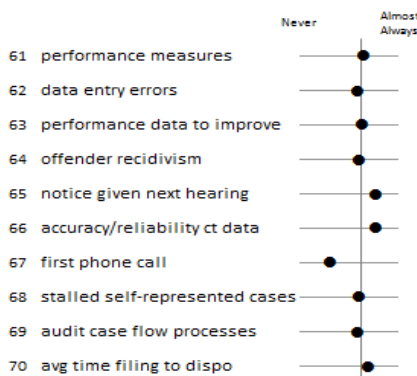 Never
Almost
Always
61 performance measures
62 data entry errors
63 performance data to improve
64 offender recidivism
65 notice given next hearing
66 accuracy/reliability ct data
67 first phone call
68 stalled self-represented cases
69 audit case flow processes
70 avg time filing to dispo